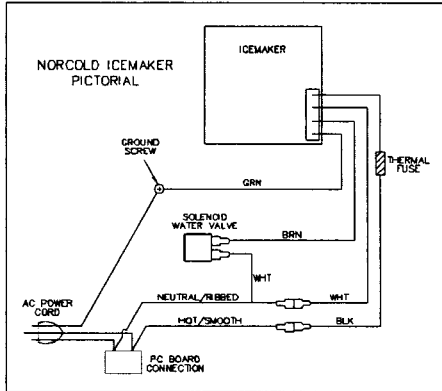 ICEMAKER
NORCOLD ICEMAKER
PICTORIAL
GROUND
SCREW
THERMAL
FUSE
GRN
SOLENOID
WATER VALVE
BRN
WHT
AC POWER
CORD
NEUTRAL/RIBBED
WHT
HOT/SMOOTH
BLK
PC BOARD
CONNECTION